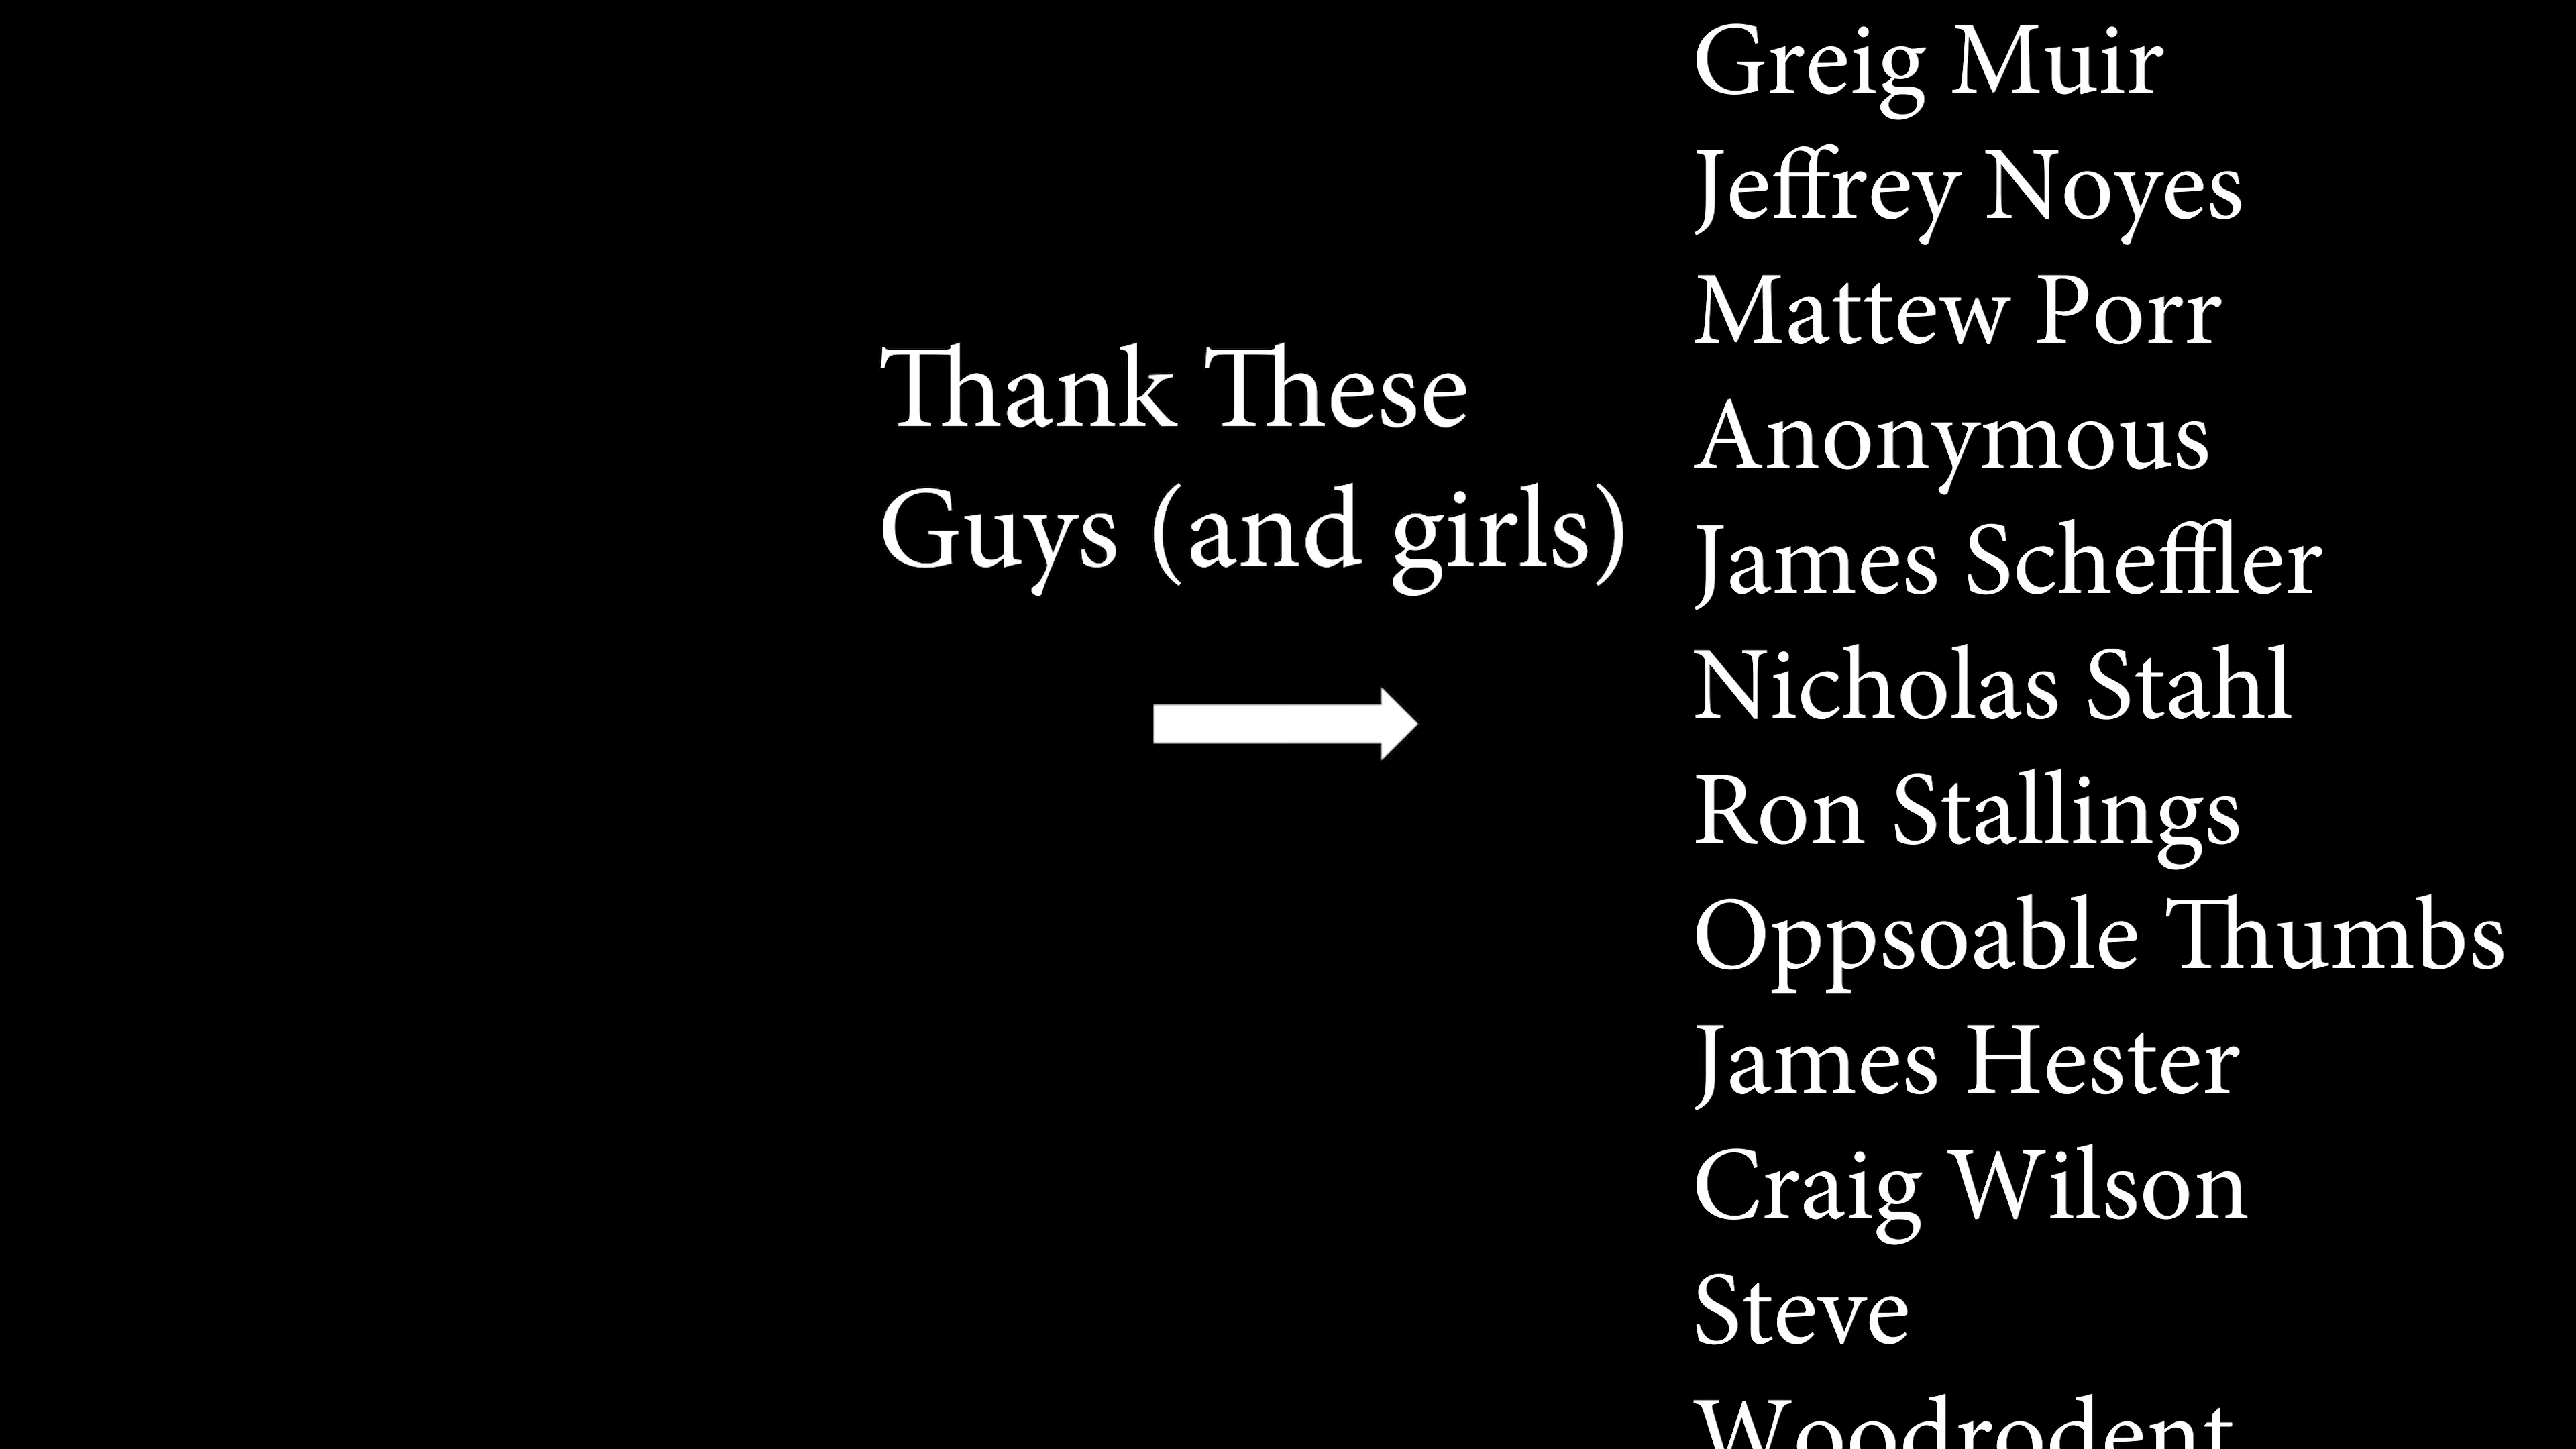 Thank These
Guys (and girls)
Greig Muir
Jeffrey Noyes
Mattew Porr
Anonymous
James Scheffler
Nicholas Stahl
Ron Stallings
Oppsoable Thumbs
James Hester
Craig Wilson
Steve
Woodrodent